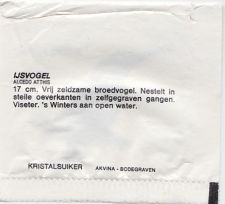 IJSVOGEL
ALCEDO ATTHIS
17 cm. Vrij zeldzame broedvogel. Nestelt in
steile oeverkanten in zelfgegraven gangen.
Viseter. 's Winters aan open water.
KRISTALSUIKER AKVINA - BODEGRAVEN